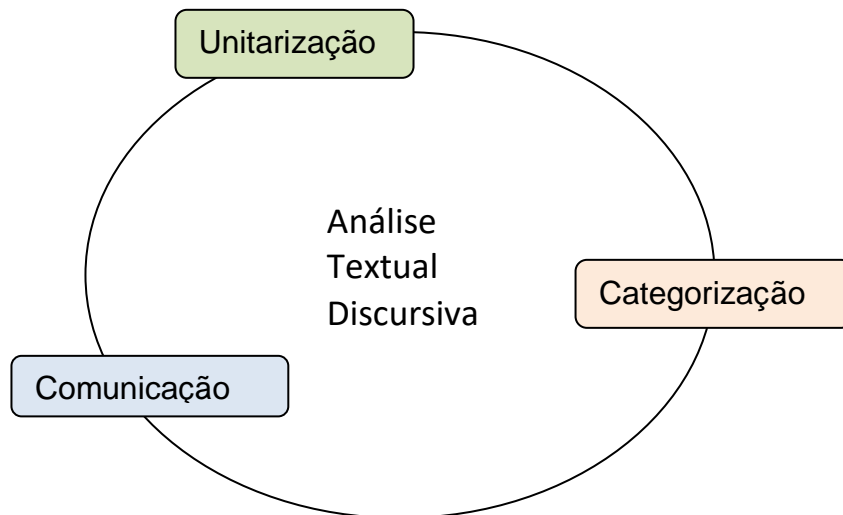 Unitarização
Análise
Textual
Discursiva
Categorização
Comunicação